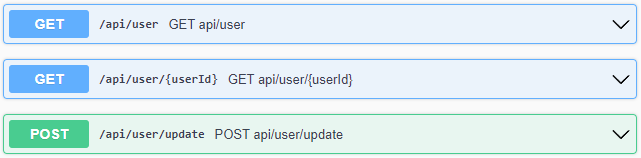 GET /api/user GET api/user
GET /api/user/{userId} GET api/user/{userId}
POST /api/user/update POST api/user/update